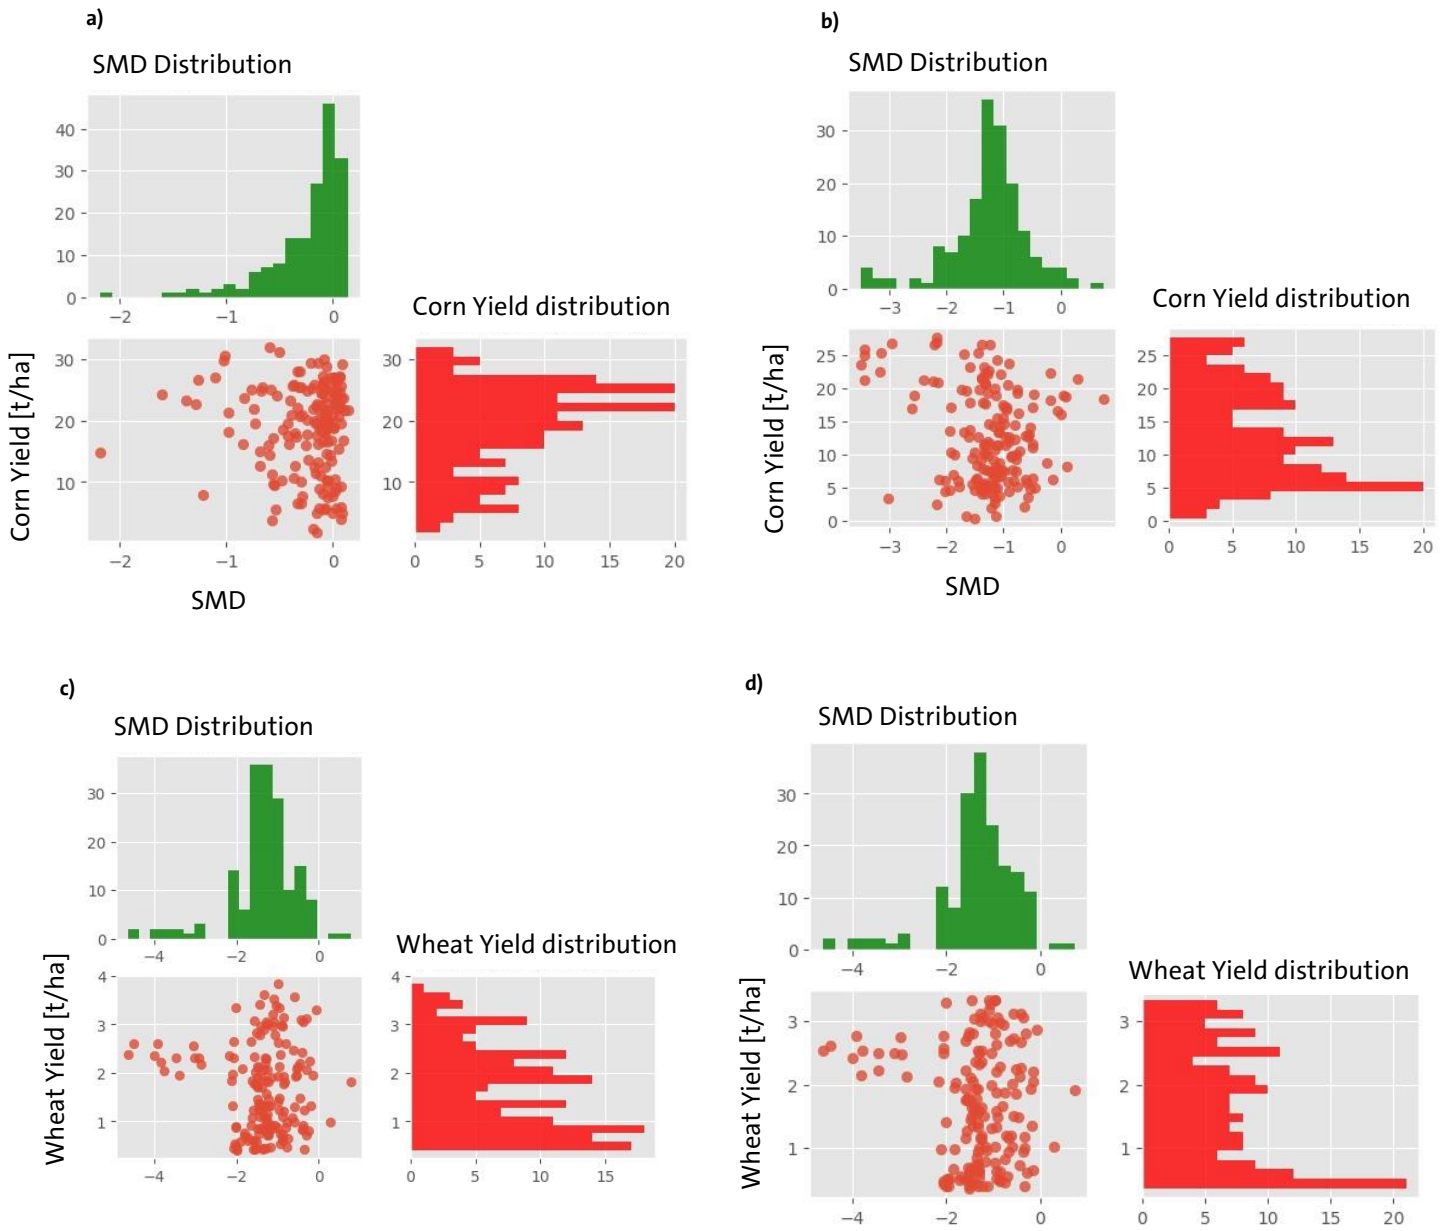 a)
SMD Distribution
40
30
20
10
0
−2 −1 0
Corn Yield [t/ha]
30
20
10
−2 −1 0
SMD
Corn Yield distribution
30
20
10
0 5 10 15 20
b)
SMD Distribution
30
20
10
0
−3 −2 −1 0
Corn Yield [t/ha]
25
20
15
10
5
0
−3 −2 −1 0
SMD
Corn Yield distribution
25
20
15
10
5
0
0 5 10 15 20
c)
SMD Distribution
30
20
10
0
−4 −2 0
Wheat Yield [t/ha]
4
3
2
1
−4 −2 0
Wheat Yield distribution
4
3
2
1
0 5 10 15
d)
SMD Distribution
30
20
10
0
−4 −2 0
Wheat Yield [t/ha]
3
2
1
−4 −2 0
Wheat Yield distribution
3
2
1
0 5 10 15 20